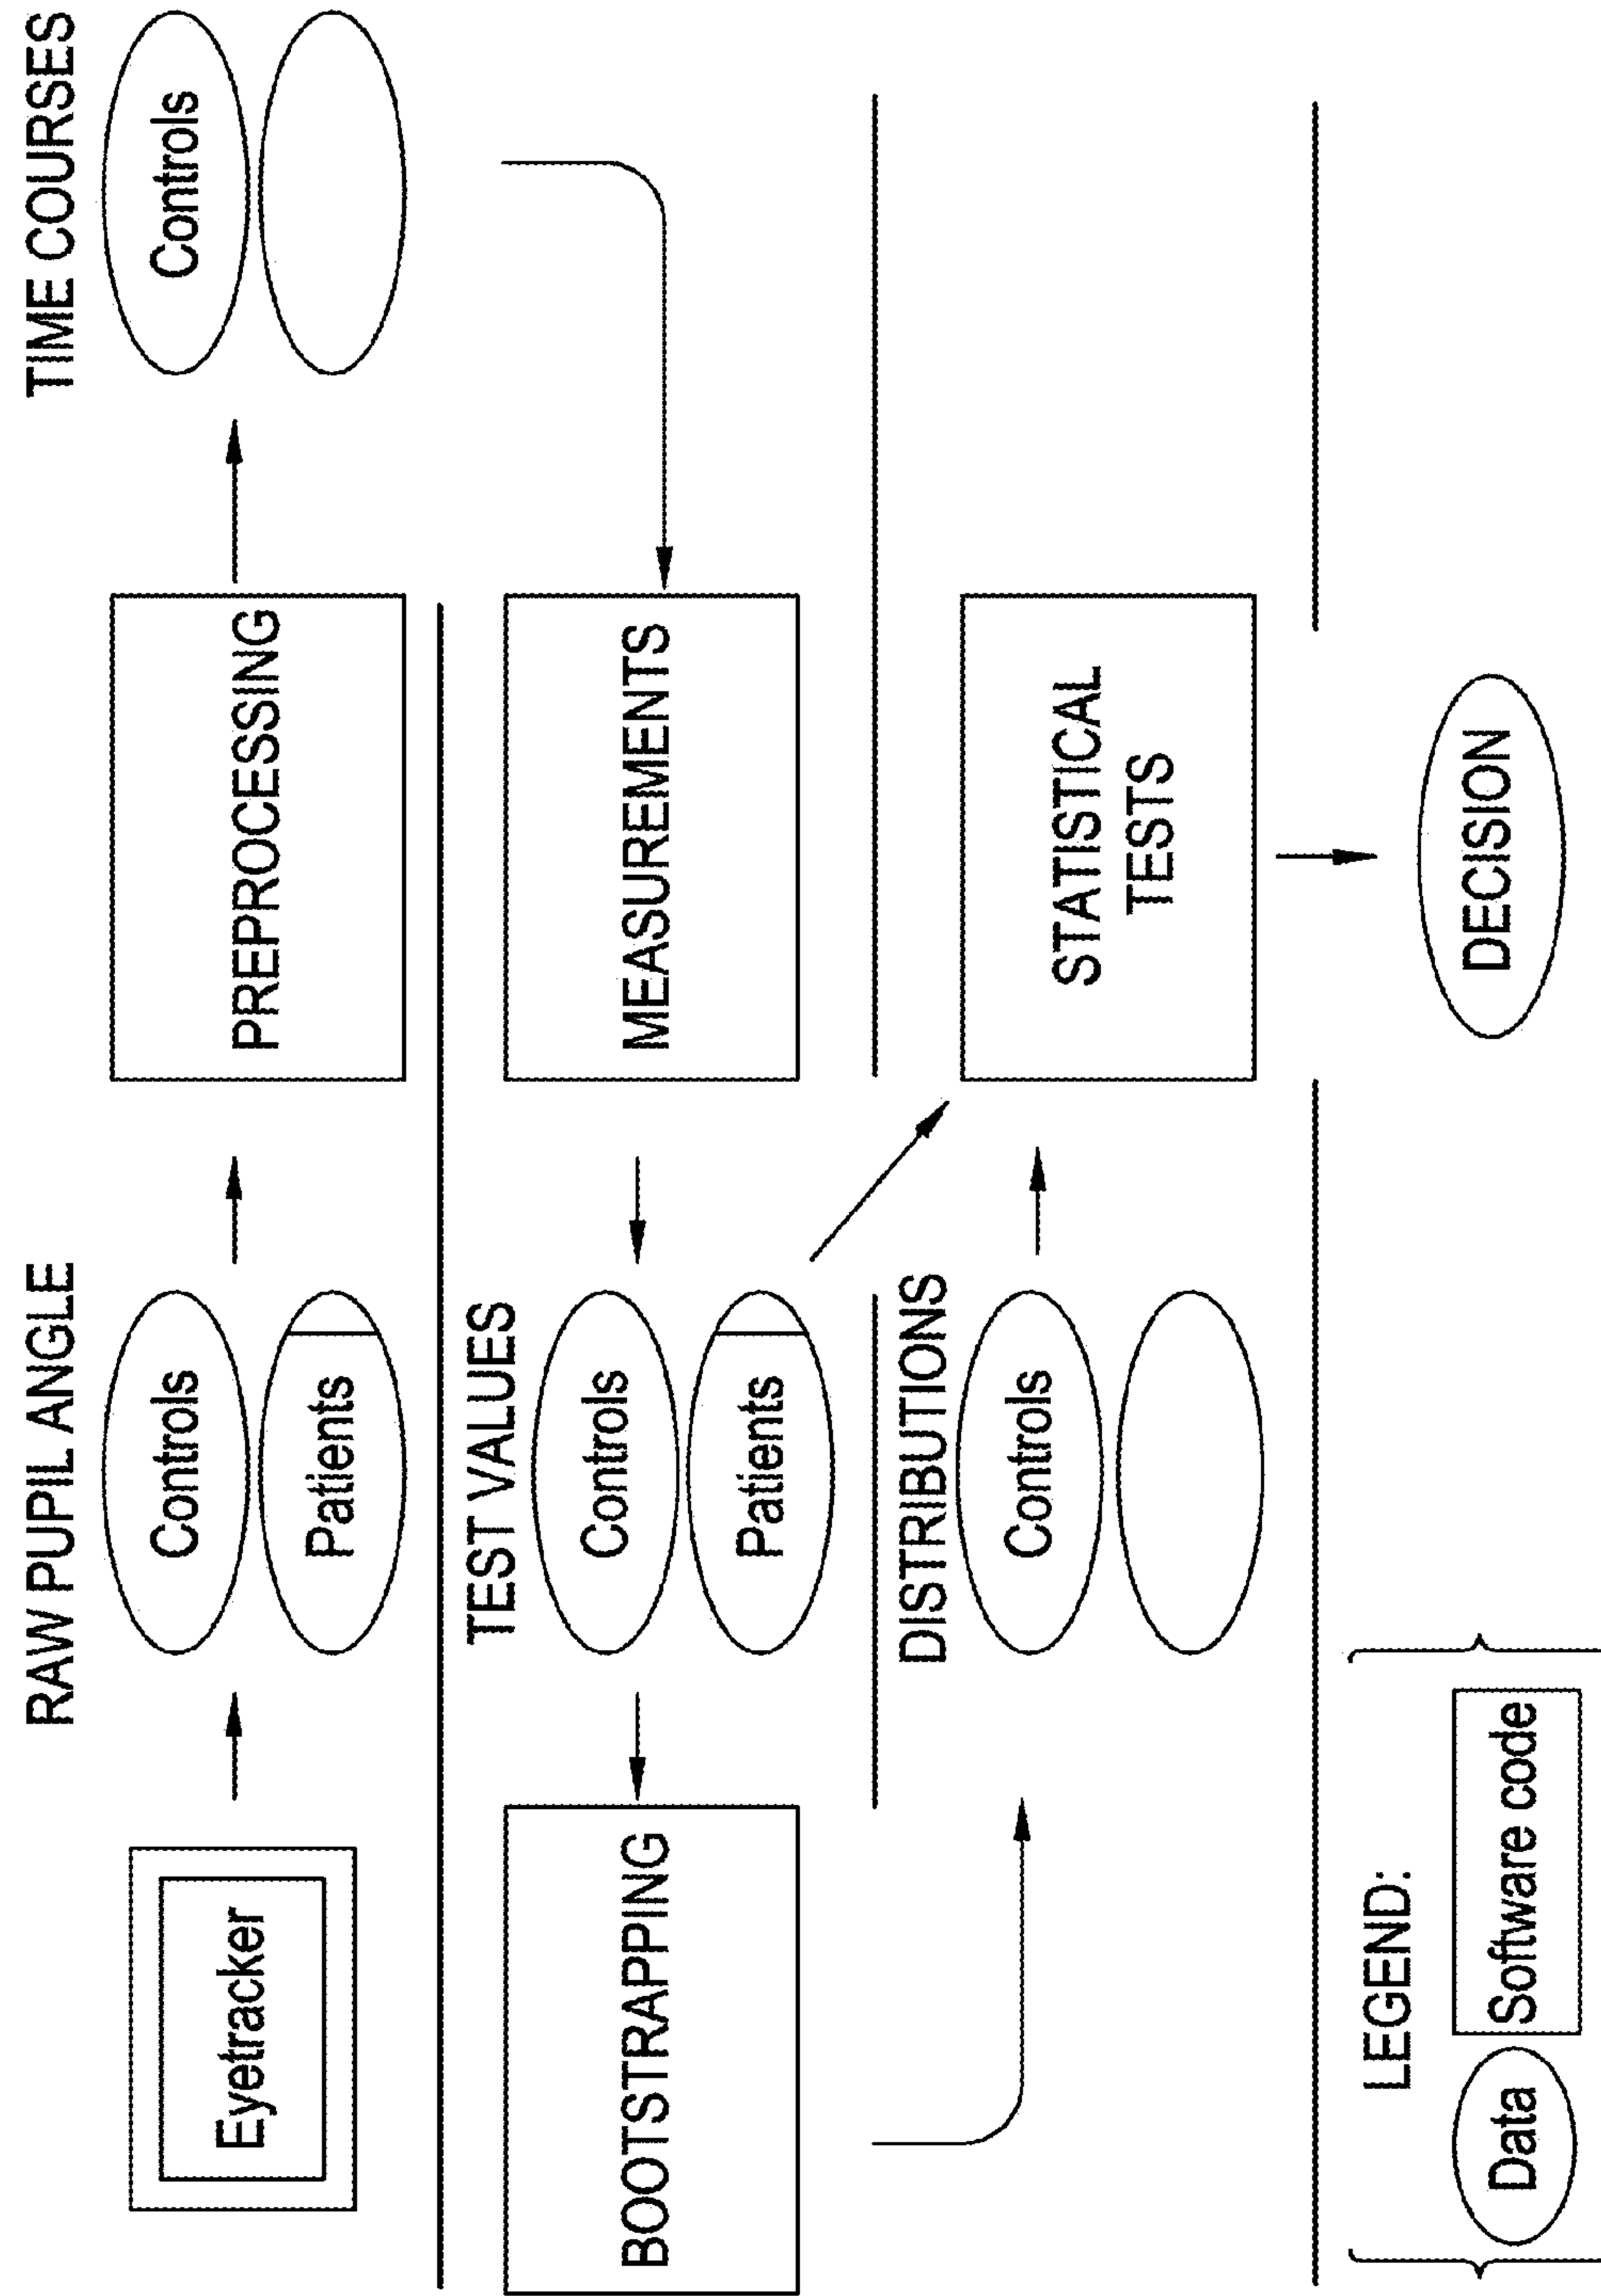 RAW PUPIL ANGLE
TIME COURSES
Eyetracker
Controls
Patients
PREPROCESSING
Controls
TEST VALUES
BOOTSTRAPPING
Controls
Patients
MEASUREMENTS
DISTRIBUTIONS
Controls
STATISTICAL
TESTS
LEGEND:
Data
Software code
DECISION